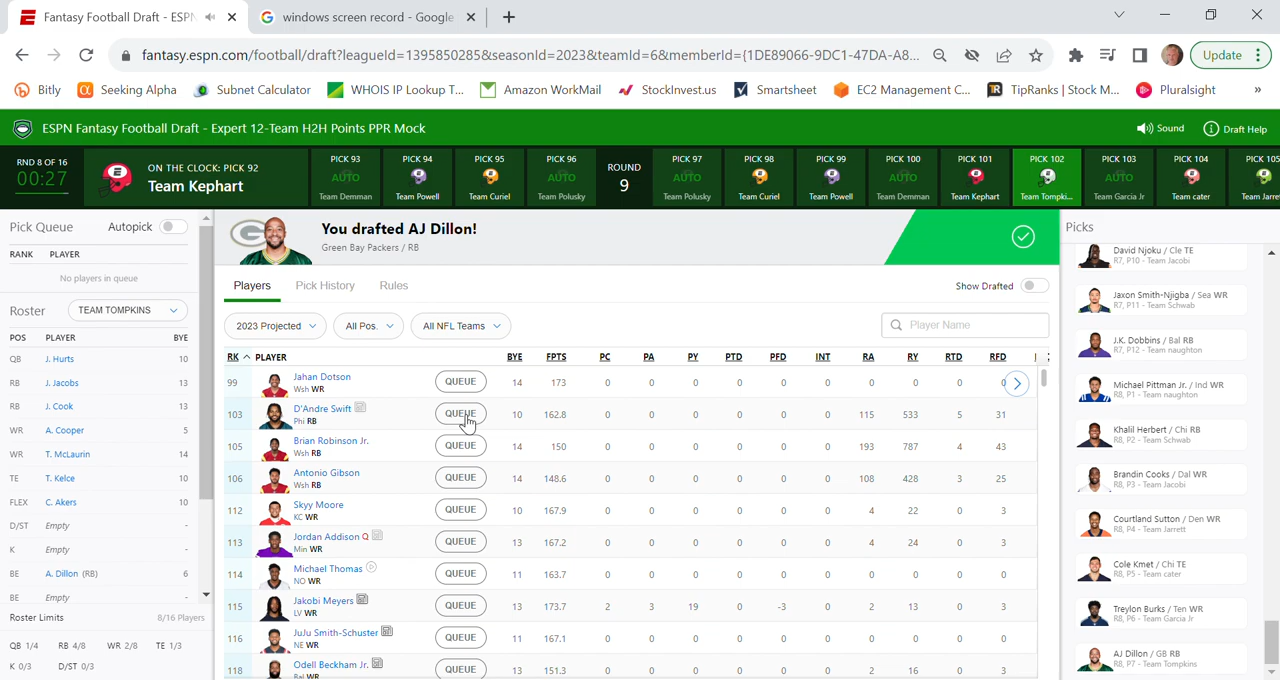 Fantasy Football Draft - ESPN
windows screen record - Google
fantasy.espn.com/football/draft?leagueId=1395850285&seasonId=2023&teamId=6&memberId={1DE89066-9DC1-47DA-A8...
Update
Bitly
Seeking Alpha
Subnet Calculator
WHOIS IP Lookup T...
Amazon WorkMail
StockInvest.us
Smartsheet
EC2 Management C...
TipRanks | Stock M...
Pluralsight
»
ESPN Fantasy Football Draft - Expert 12-Team H2H Points PPR Mock
Sound
Draft Help
RND 8 OF 16
00:27
ON THE CLOCK: PICK 92
Team Kephart
PICK 93
AUTO
Team Demman
PICK 94
Team Powell
PICK 95
Team Curiel
PICK 96
AUTO
Team Polusky
ROUND
9
PICK 97
AUTO
Team Polusky
PICK 98
Team Curiel
PICK 99
Team Powell
PICK 100
AUTO
Team Demman
PICK 101
Team Kephart
PICK 102
Team Tompki...
PICK 103
AUTO
Team Garcia Jr
PICK 104
Team cater
PICK 105
Team Jarre
Pick Queue
Autopick
RANK PLAYER
No players in queue
Roster
TEAM TOMPKINS
POS PLAYER BYE
QB J. Hurts 10
RB J. Jacobs 13
RB J. Cook 13
WR A. Cooper 5
WR T. McLaurin 14
TE T. Kelce 10
FLEX C. Akers 10
D/ST Empty -
K Empty -
BE A. Dillon (RB) 6
BE Empty -
Roster Limits 8/16 Players
QB 1/4 RB 4/8 WR 2/8 TE 1/3
K 0/3 D/ST 0/3
You drafted AJ Dillon!
Green Bay Packers / RB
Players
Pick History
Rules
Show Drafted
2023 Projected
All Pos.
All NFL Teams
Player Name
RK PLAYER BYE FPTS PC PA PY PTD PFD INT RA RY RTD RFD
99 Jahan Dotson QUEUE 14 173 0 0 0 0 0 0 0 0 0 0
Wsh WR
103 D'Andre Swift QUEUE 10 162.8 0 0 0 0 0 0 115 533 5 31
Phi RB
105 Brian Robinson Jr. QUEUE 14 150 0 0 0 0 0 0 193 787 4 43
Wsh RB
106 Antonio Gibson QUEUE 14 148.6 0 0 0 0 0 0 108 428 3 25
Wsh RB
112 Skyy Moore QUEUE 10 167.9 0 0 0 0 0 0 4 22 0 3
KC WR
113 Jordan Addison Q QUEUE 13 167.2 0 0 0 0 0 0 4 24 0 3
Min WR
114 Michael Thomas QUEUE 11 163.7 0 0 0 0 0 0 0 0 0 0
NO WR
115 Jakobi Meyers QUEUE 13 173.7 2 3 19 0 -3 0 2 13 0 3
LV WR
116 JuJu Smith-Schuster QUEUE 11 167.1 0 0 0 0 0 0 0 0 0 0
NE WR
118 Odell Beckham Jr. QUEUE 13 151.3 0 0 0 0 0 0 2 16 0 3
Bal WR
Picks
David Njoku / Cle TE
R7, P10 - Team Jacobi
Jaxon Smith-Njigba / Sea WR
R7, P11 - Team Schwab
J.K. Dobbins / Bal RB
R7, P12 - Team naughton
Michael Pittman Jr. / Ind WR
R8, P1 - Team naughton
Khalil Herbert / Chi RB
R8, P2 - Team Schwab
Brandin Cooks / Dal WR
R8, P3 - Team Jacobi
Courtland Sutton / Den WR
R8, P4 - Team Jarrett
Cole Kmet / Chi TE
R8, P5 - Team cater
Treylon Burks / Ten WR
R8, P6 - Team Garcia Jr
AJ Dillon / GB RB
R8, P7 - Team Tompkins